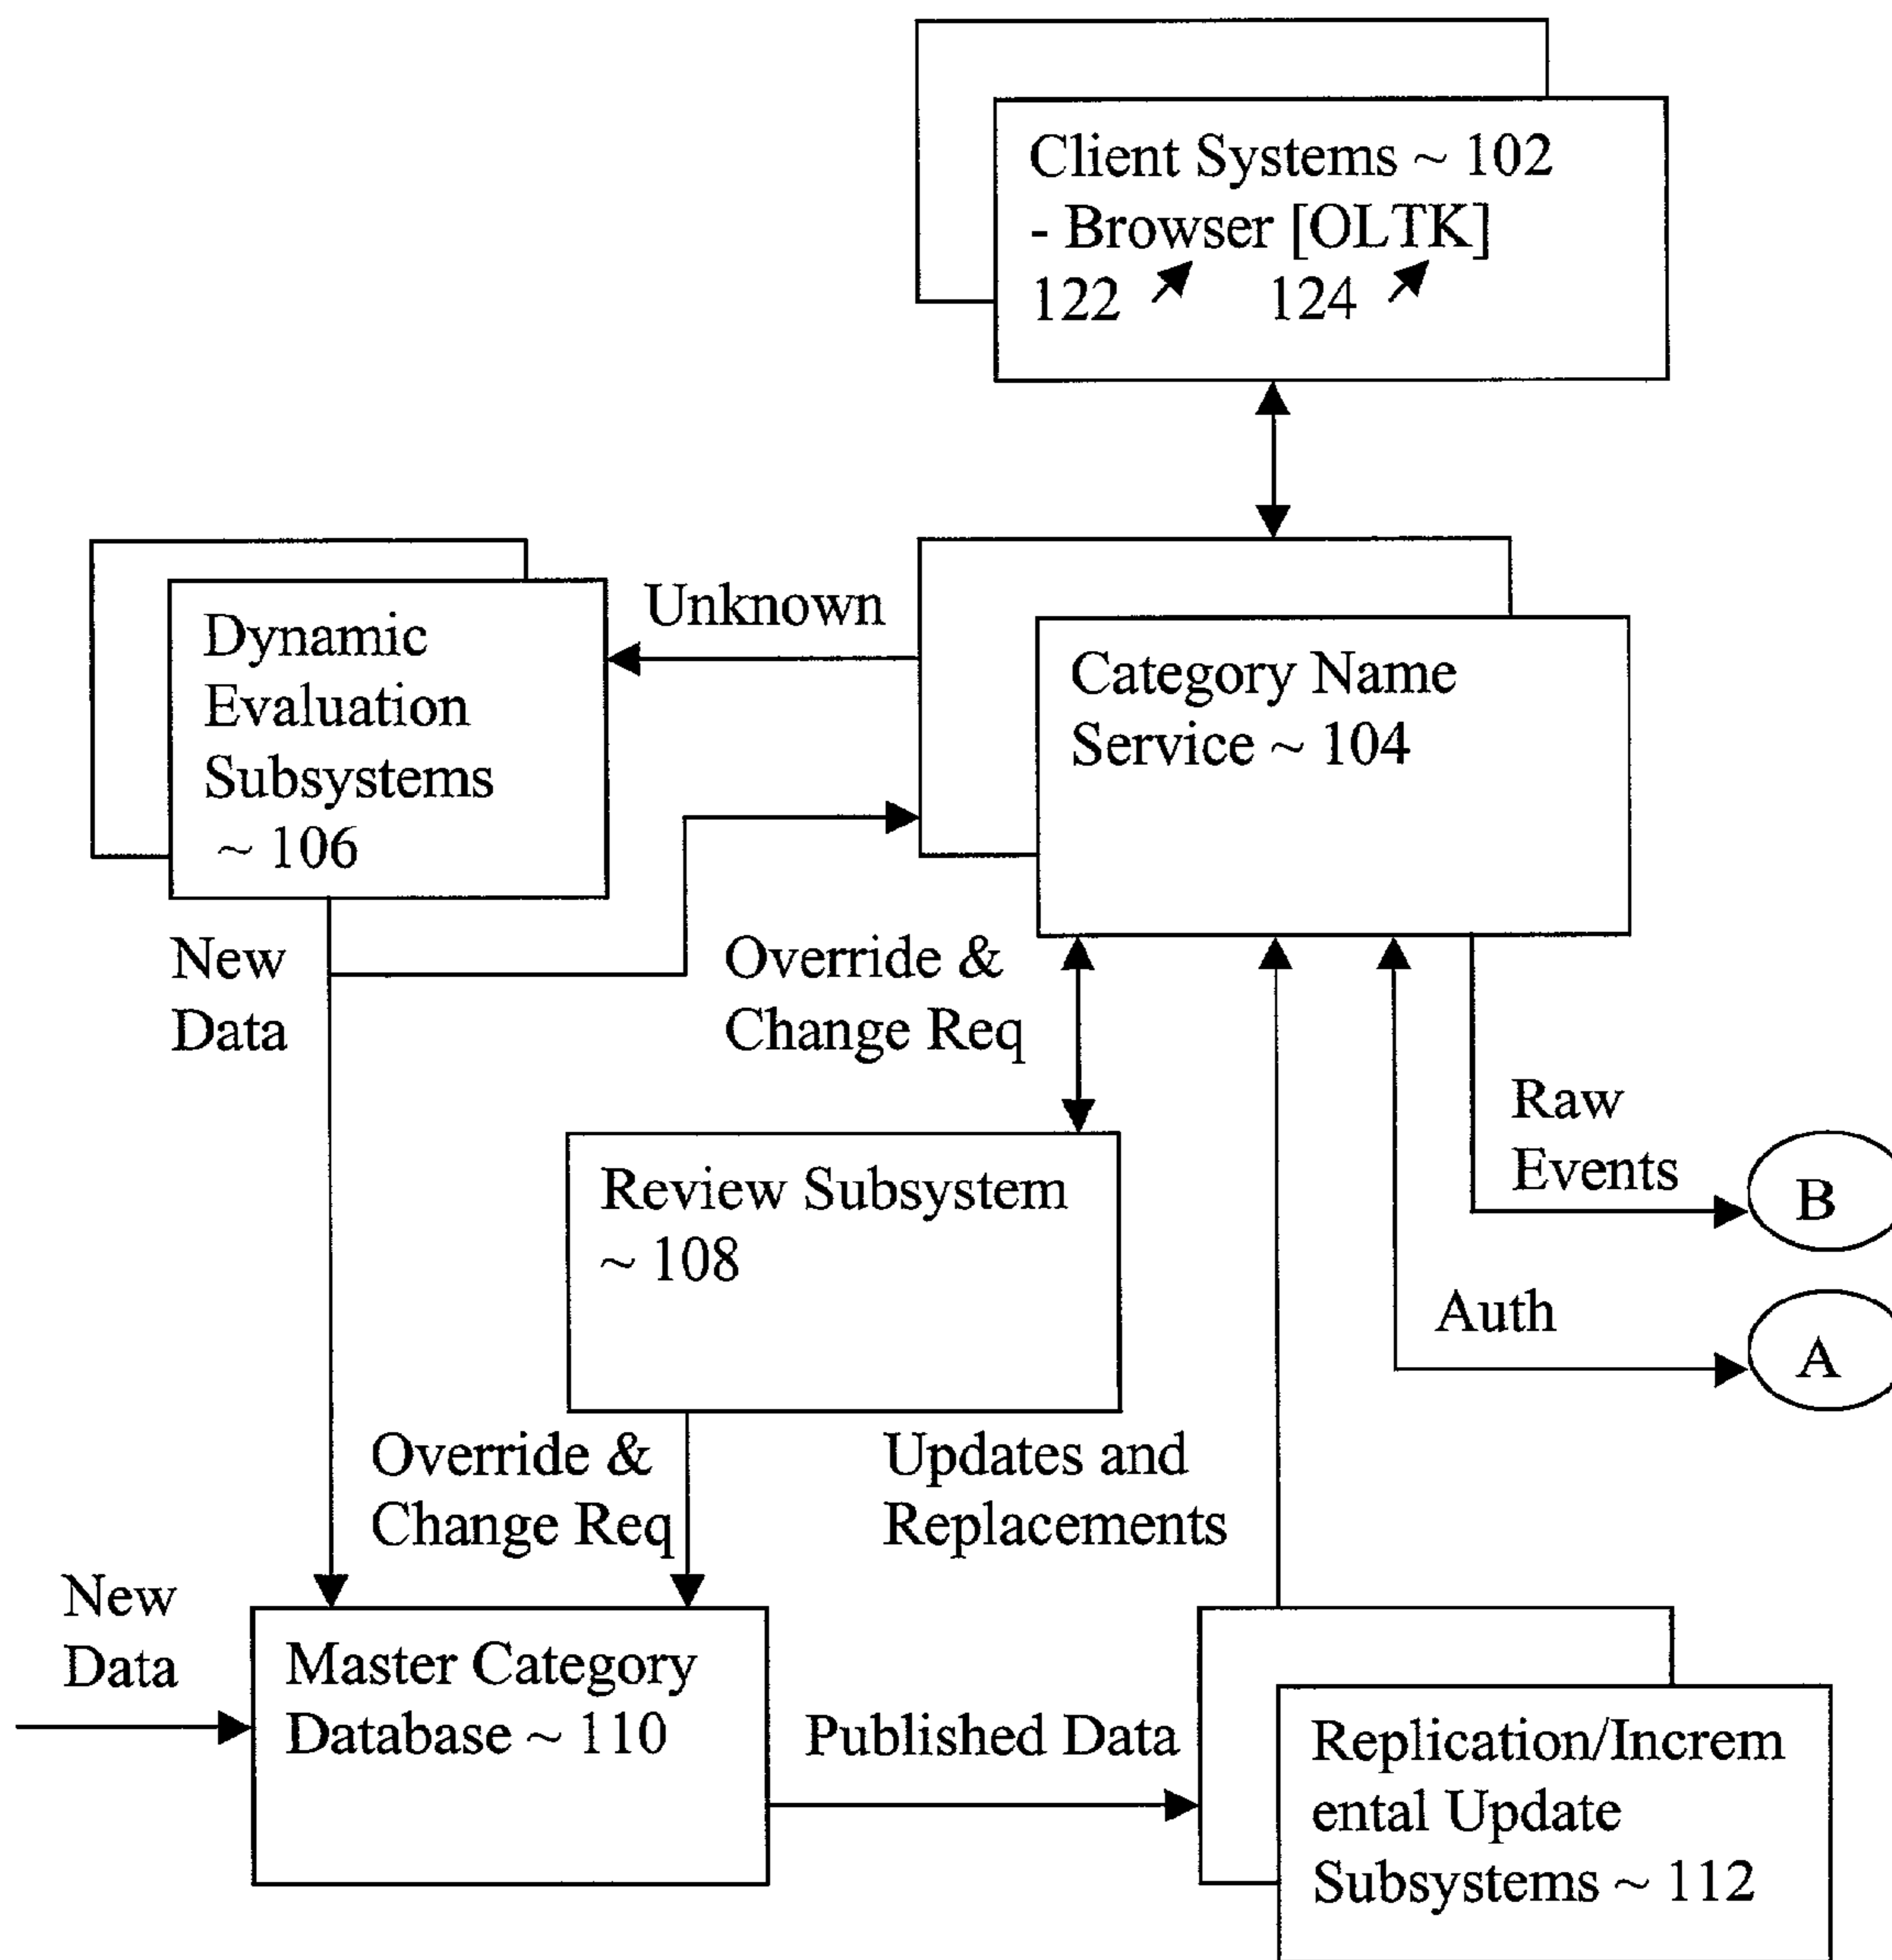 Client Systems ~ 102
- Browser [OLTK]
122 124
Unknown
Dynamic
Evaluation
Subsystems
~ 106
Category Name
Service ~ 104
New
Data
Override &
Change Req
Raw
Events
B
Review Subsystem
~ 108
Auth
A
Override &
Change Req
Updates and
Replacements
New
Data
Master Category
Database ~ 110
Published Data
Replication/Increm
ental Update
Subsystems ~ 112